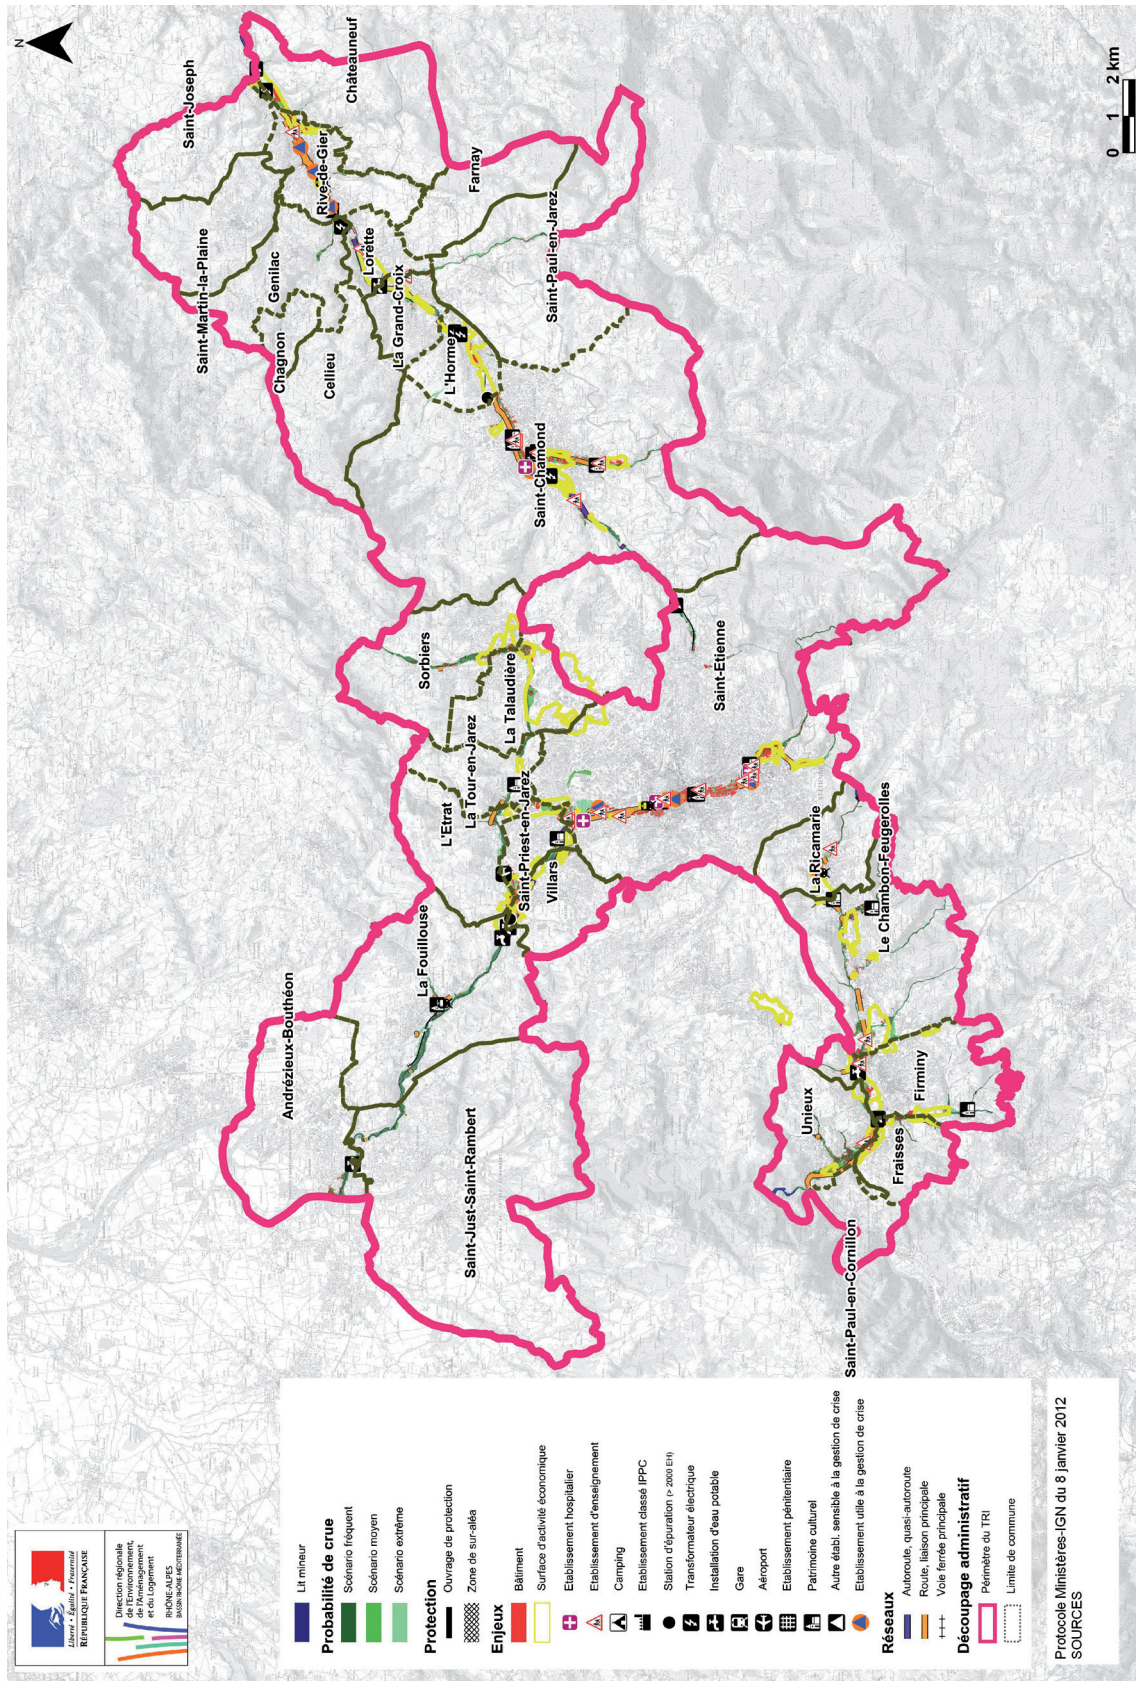 Liberté • Égalité • Fraternité
RÉPUBLIQUE FRANÇAISE
Direction régionale
de l'Environnement,
de l'Aménagement
et du Logement
RHÔNE-ALPES
BASSIN RHÔNE-MÉDITERRANÉE
Lit mineur
Probabilité de crue
Scénario fréquent
Scénario moyen
Scénario extrême
Protection
Ouvrage de protection
Zone de sur-aléa
Enjeux
Bâtiment
Surface d'activité économique
Etablissement hospitalier
Etablissement d'enseignement
Camping
Etablissement classé IPPC
Station d'épuration (> 2000 EH)
Transformateur électrique
Installation d'eau potable
Gare
Aéroport
Etablissement pénitentiaire
Patrimoine culturel
Autre établ. sensible à la gestion de crise
Etablissement utile à la gestion de crise
Réseaux
Autoroute, quasi-autoroute
Route, liaison principale
Voie ferrée principale
Découpage administratif
Périmètre du TRI
Limite de commune
Protocole Ministères-IGN du 8 janvier 2012
SOURCES
Andrézieux-Bouthéon
Saint-Just-Saint-Rambert
La Fouillouse
L'Etrat
La Tour-en-Jarez
Sorbiers
La Talaudière
Saint-Priest-en-Jarez
Villars
Saint-Etienne
Saint-Paul-en-Cornillon
Unieux
Fraisses
Firminy
Le Chambon-Feugerolles
La Ricamarie
Saint-Chamond
L'Horme
La Grand-Croix
Cellieu
Chagnon
Genilac
Saint-Martin-la-Plaine
Lorette
Rive-de-Gier
Saint-Joseph
Châteauneuf
Farnay
Saint-Paul-en-Jarez
N
0 1 2 km